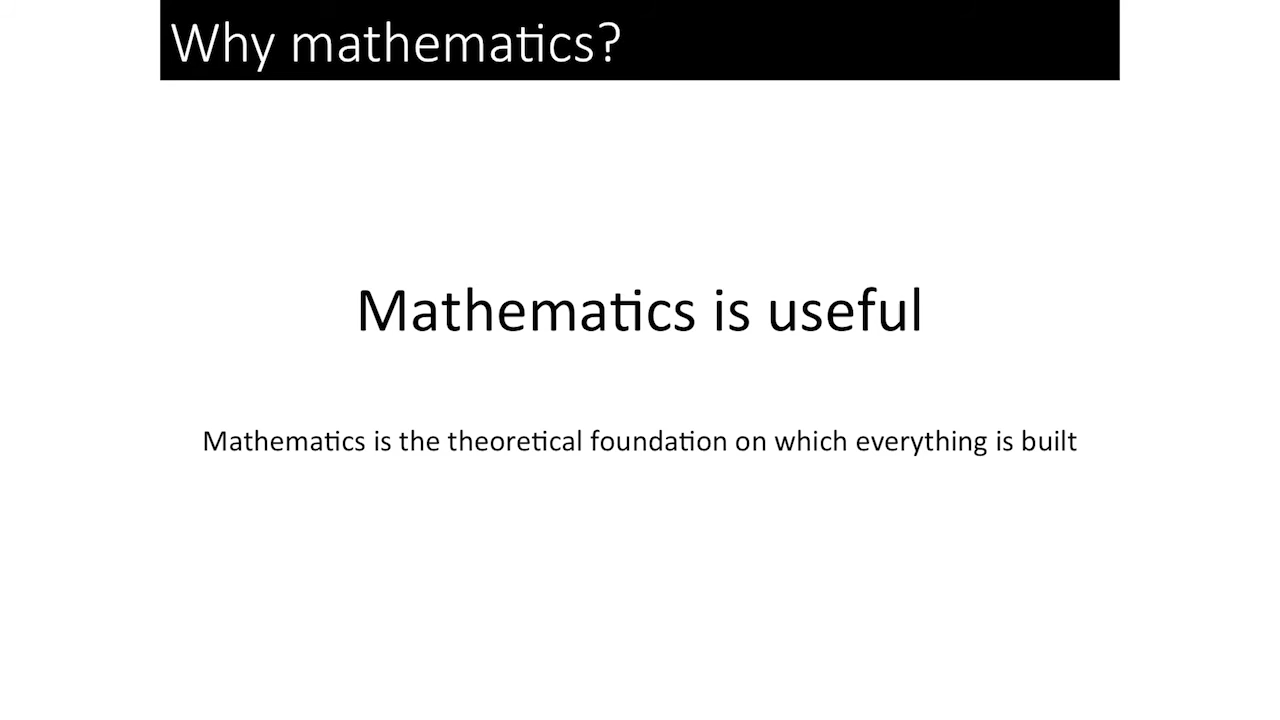 Why mathematics?
Mathematics is useful
Mathematics is the theoretical foundation on which everything is built